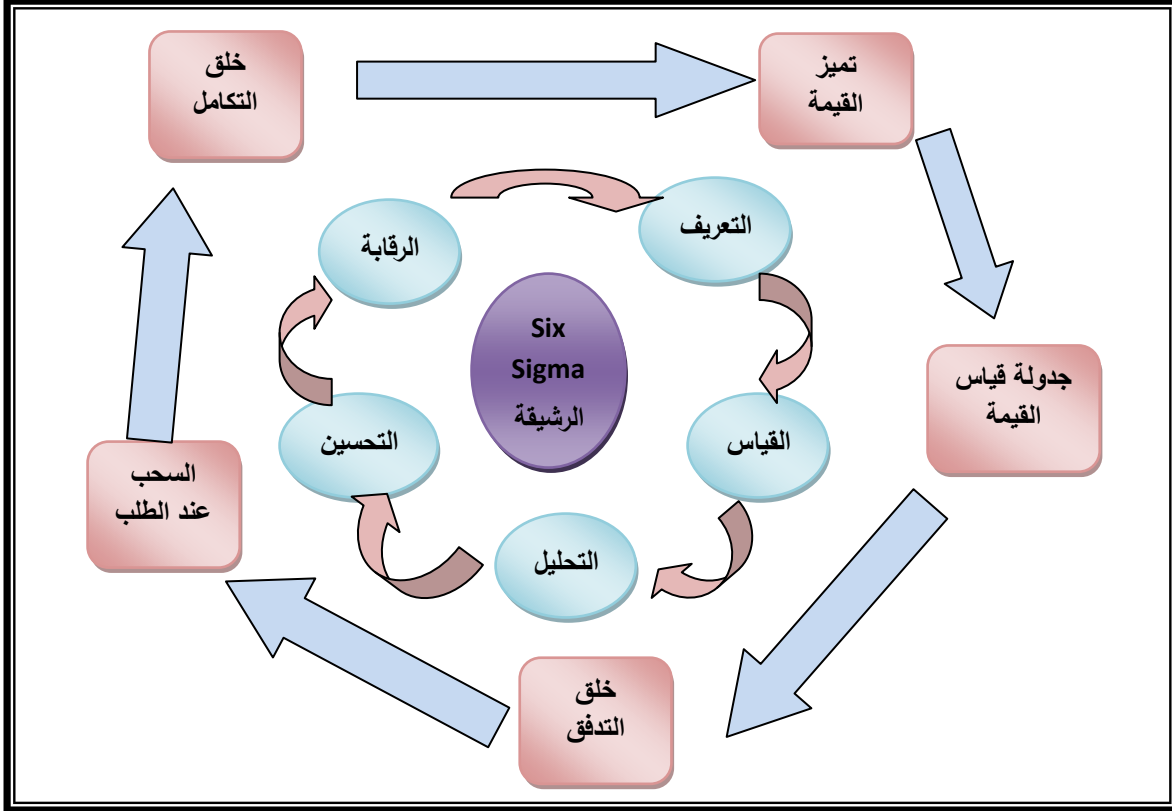 خلق
التكامل
تميز
القيمة
التعريف
الرقابة
Six
Sigma
الرشيقة
جدولة قياس
القيمة
القياس
التحسين
السحب
عند الطلب
التحليل
خلق
التدفق